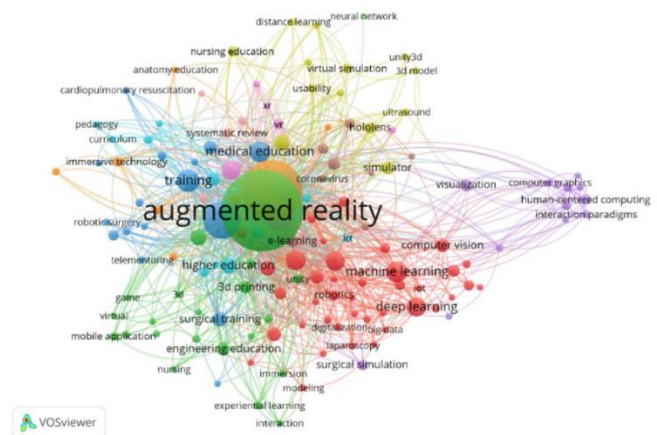 neural network
distance learning
nursing education
unity3d
virtual simulation
3d model
anatomy education
cardiopulmonary resuscitation
usability
xr
ultrasound
pedagogy
vr
hololens
curriculum
systematic review
medical education
immersive technology
simulator
training
coronavirus
visualization
computer graphics
human-centered computing
augmented reality
interaction paradigms
robotic surgery
e-learning
ict
computer vision
telementoring
higher education
machine learning
unity
3d printing
iot
game
3d
robotics
deep learning
virtual
surgical training
digitalization
big data
mobile application
engineering education
laparoscopy
surgical simulation
nursing
immersion
modeling
experiential learning
interaction
VOSviewer